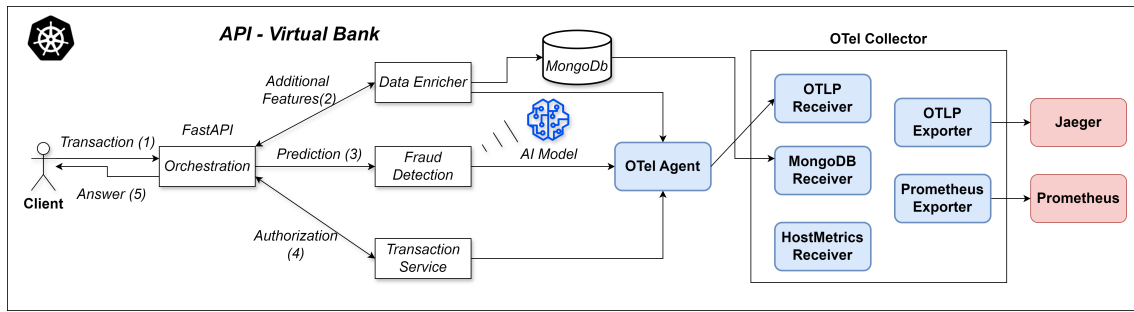 API - Virtual Bank
OTel Collector
MongoDb
Additional
Features(2)
Data Enricher
OTLP
Receiver
OTLP
Exporter
Jaeger
FastAPI
Transaction (1)
Orchestration
Prediction (3)
Fraud
Detection
AI Model
OTel Agent
MongoDB
Receiver
Prometheus
Exporter
Prometheus
Answer (5)
Client
Authorization
(4)
Transaction
Service
HostMetrics
Receiver